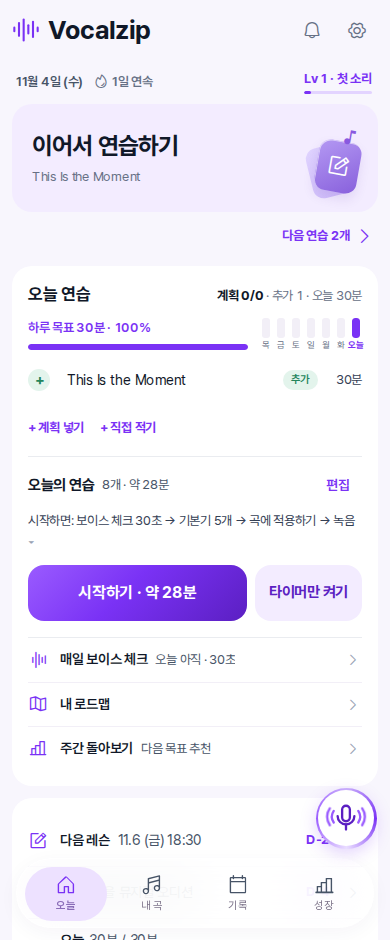 Vocalzip
11월 4일 (수) 1일 연속
Lv 1 · 첫 소리
이어서 연습하기
This Is the Moment
다음 연습 2개
오늘 연습
계획 0/0 · 추가 1 · 오늘 30분
하루 목표 30분 · 100%
목 금 토 일 월 화 오늘
+ This Is the Moment 추가 30분
+ 계획 넣기 + 직접 적기
오늘의 연습 8개 · 약 28분 편집
시작하면: 보이스 체크 30초 → 기본기 5개 → 곡에 적용하기 → 녹음
시작하기 · 약 28분
타이머만 켜기
매일 보이스 체크 오늘 아직 · 30초
내 로드맵
주간 돌아보기 다음 목표 추천
다음 레슨 11.6 (금) 18:30
오늘 내 곡 기록 성장
오늘 30분 / 30분